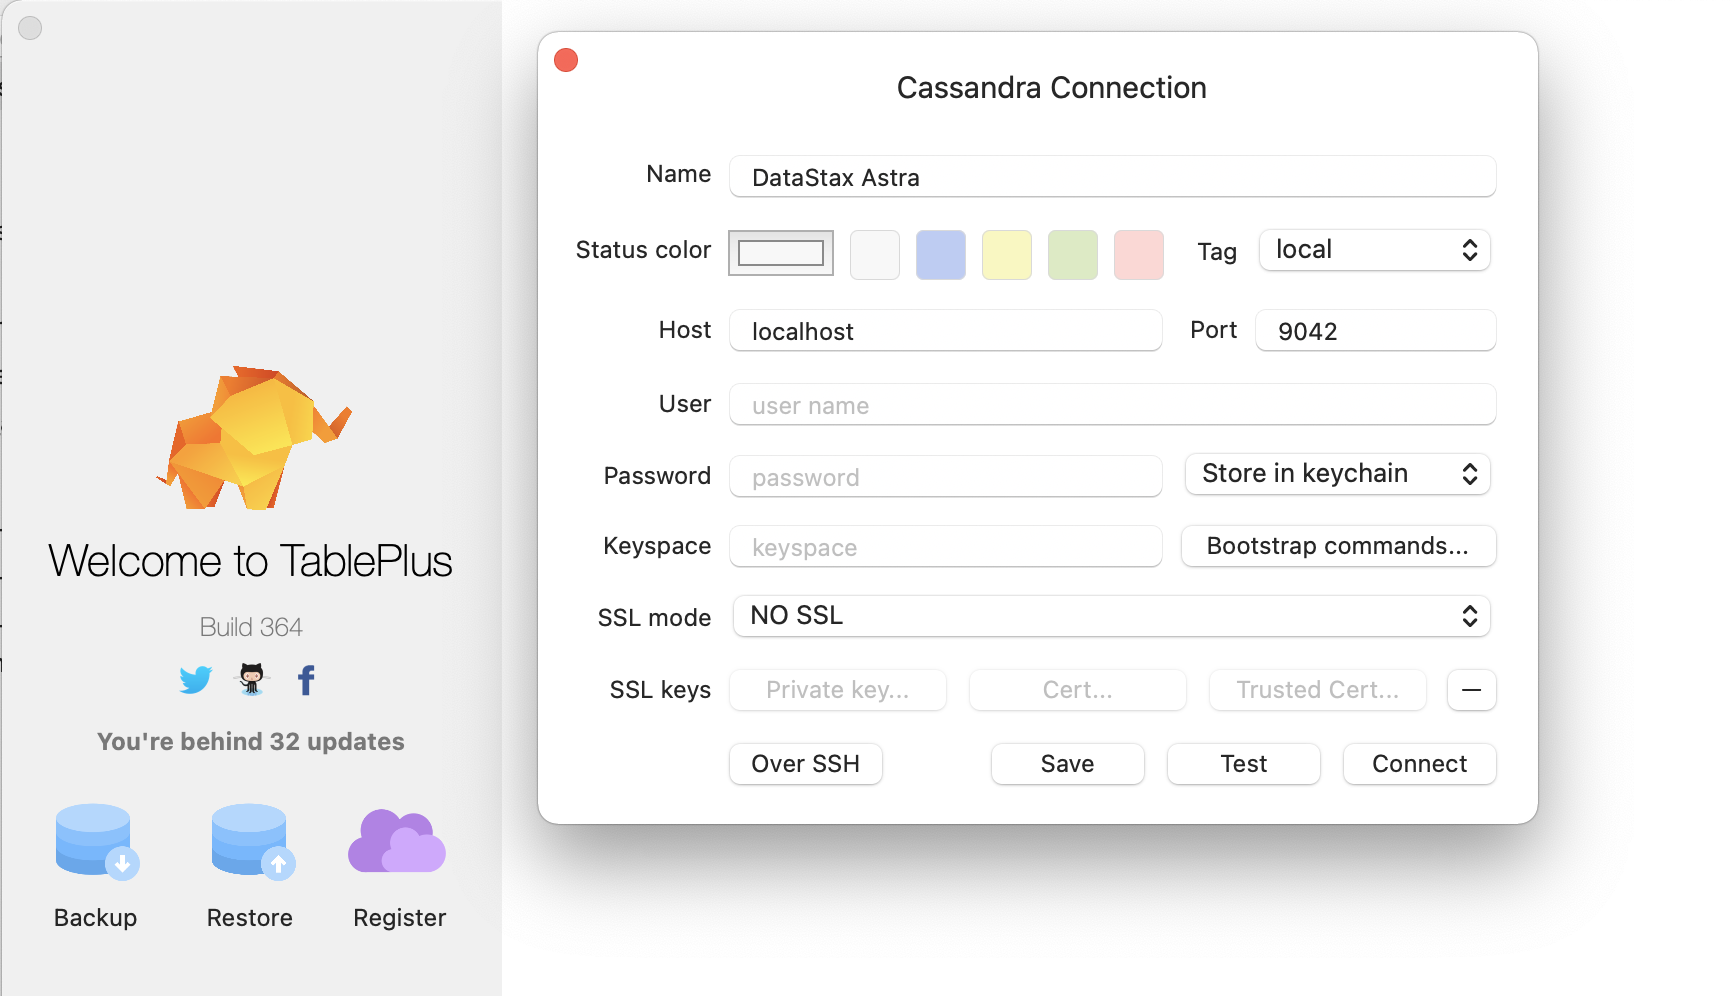 Welcome to TablePlus
Build 364
You're behind 32 updates
Backup Restore Register
Cassandra Connection
Name DataStax Astra
Status color Tag local
Host localhost Port 9042
User user name
Password password Store in keychain
Keyspace keyspace Bootstrap commands...
SSL mode NO SSL
SSL keys Private key... Cert... Trusted Cert...
Over SSH Save Test Connect